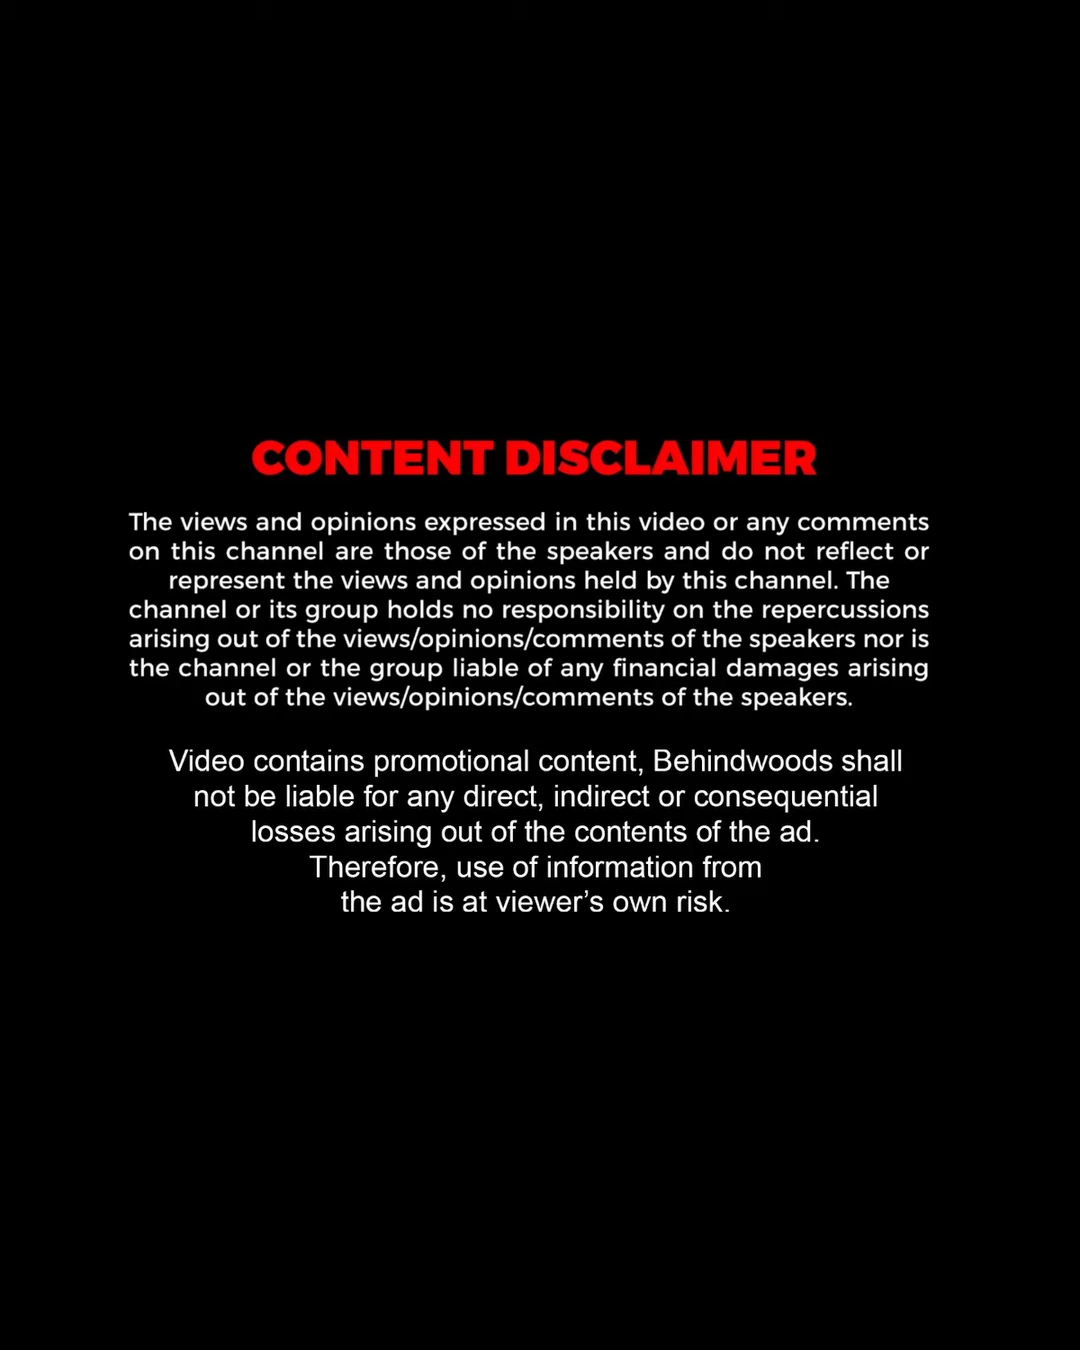 CONTENT DISCLAIMER
The views and opinions expressed in this video or any comments
on this channel are those of the speakers and do not reflect or
represent the views and opinions held by this channel. The
channel or its group holds no responsibility on the repercussions
arising out of the views/opinions/comments of the speakers nor is
the channel or the group liable of any financial damages arising
out of the views/opinions/comments of the speakers.
Video contains promotional content, Behindwoods shall
not be liable for any direct, indirect or consequential
losses arising out of the contents of the ad.
Therefore, use of information from
the ad is at viewer’s own risk.